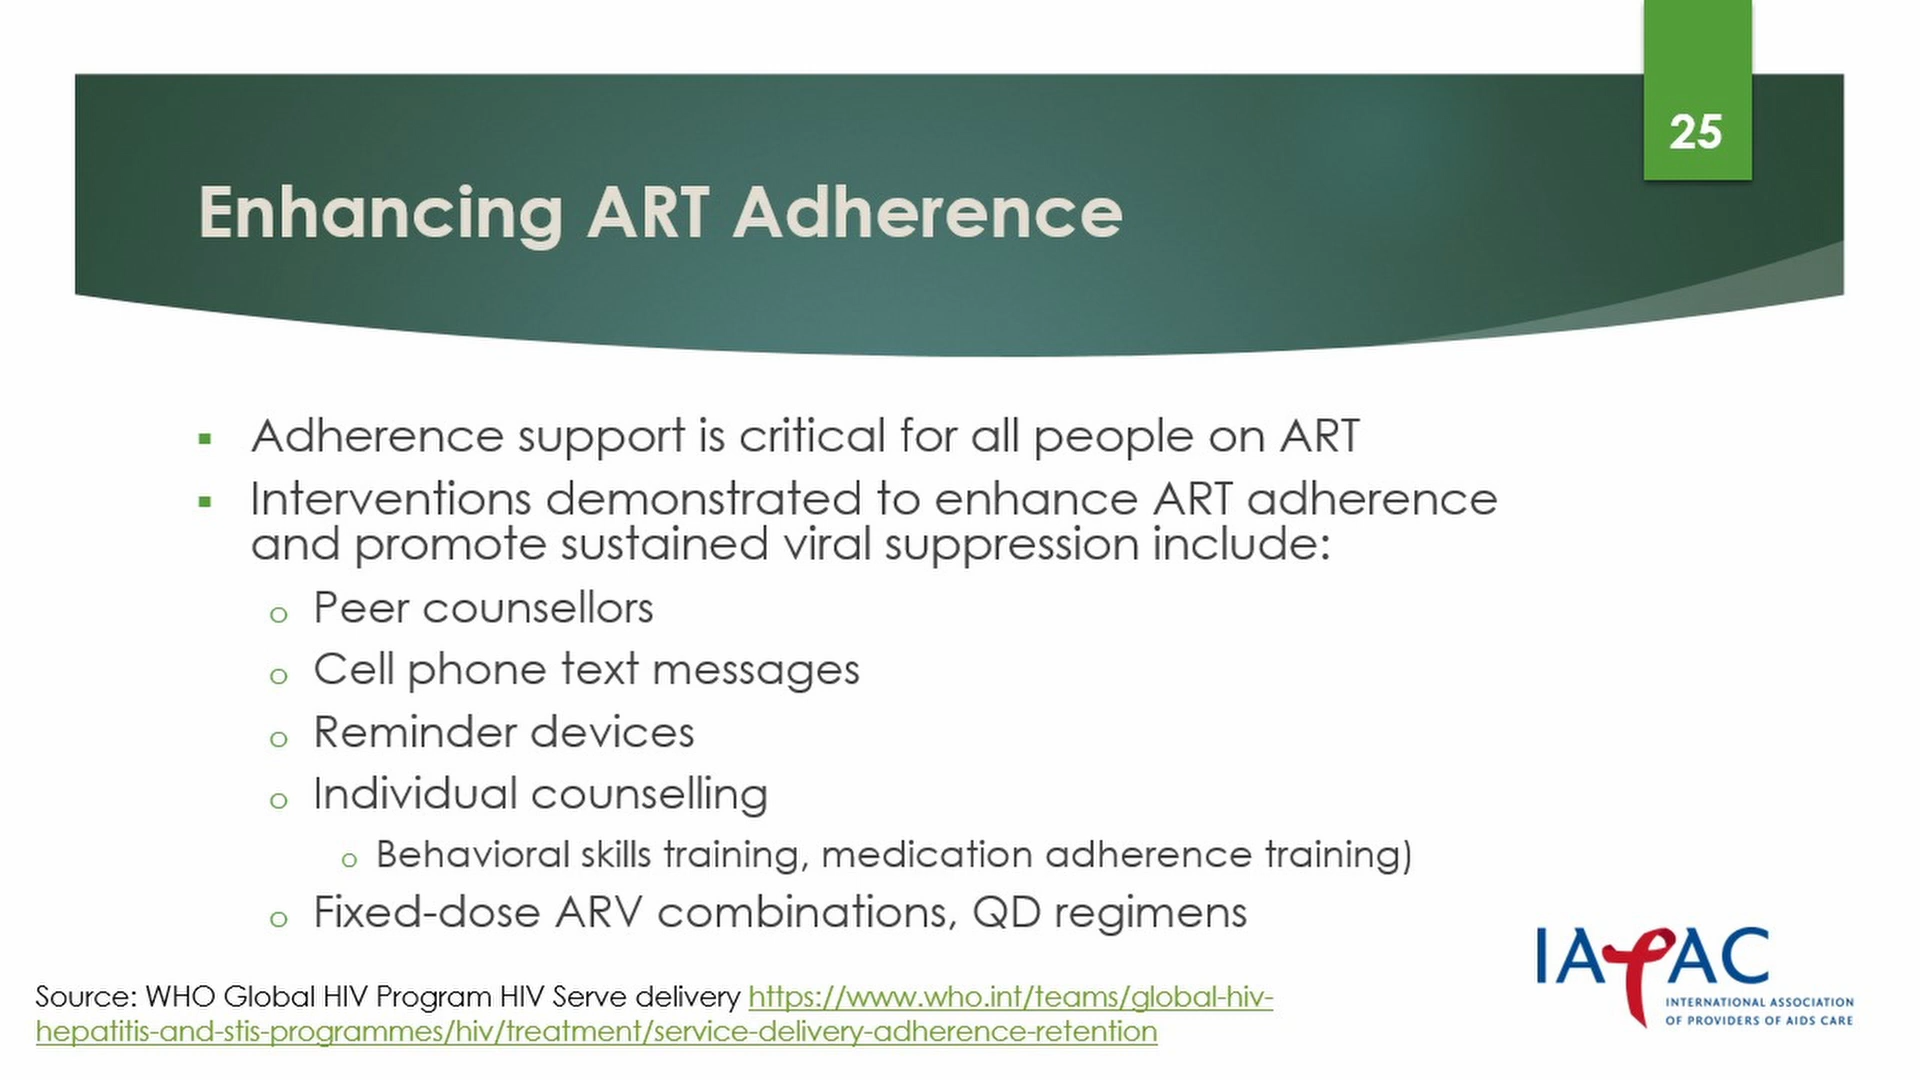 25
Enhancing ART Adherence
▪ Adherence support is critical for all people on ART
▪ Interventions demonstrated to enhance ART adherence
and promote sustained viral suppression include:
o Peer counsellors
o Cell phone text messages
o Reminder devices
o Individual counselling
o Behavioral skills training, medication adherence training)
o Fixed-dose ARV combinations, QD regimens
Source: WHO Global HIV Program HIV Serve delivery https://www.who.int/teams/global-hiv-
hepatitis-and-stis-programmes/hiv/treatment/service-delivery-adherence-retention
IAPAC
INTERNATIONAL ASSOCIATION
OF PROVIDERS OF AIDS CARE